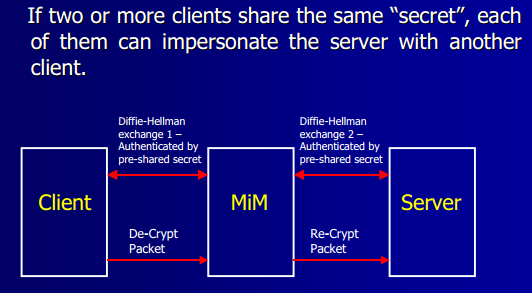 If two or more clients share the same “secret”, each
of them can impersonate the server with another
client.
Diffie-Hellman
exchange 1 –
Authenticated by
pre-shared secret
Diffie-Hellman
exchange 2 –
Authenticated by
pre-shared secret
Client
MiM
Server
De-Crypt
Packet
Re-Crypt
Packet